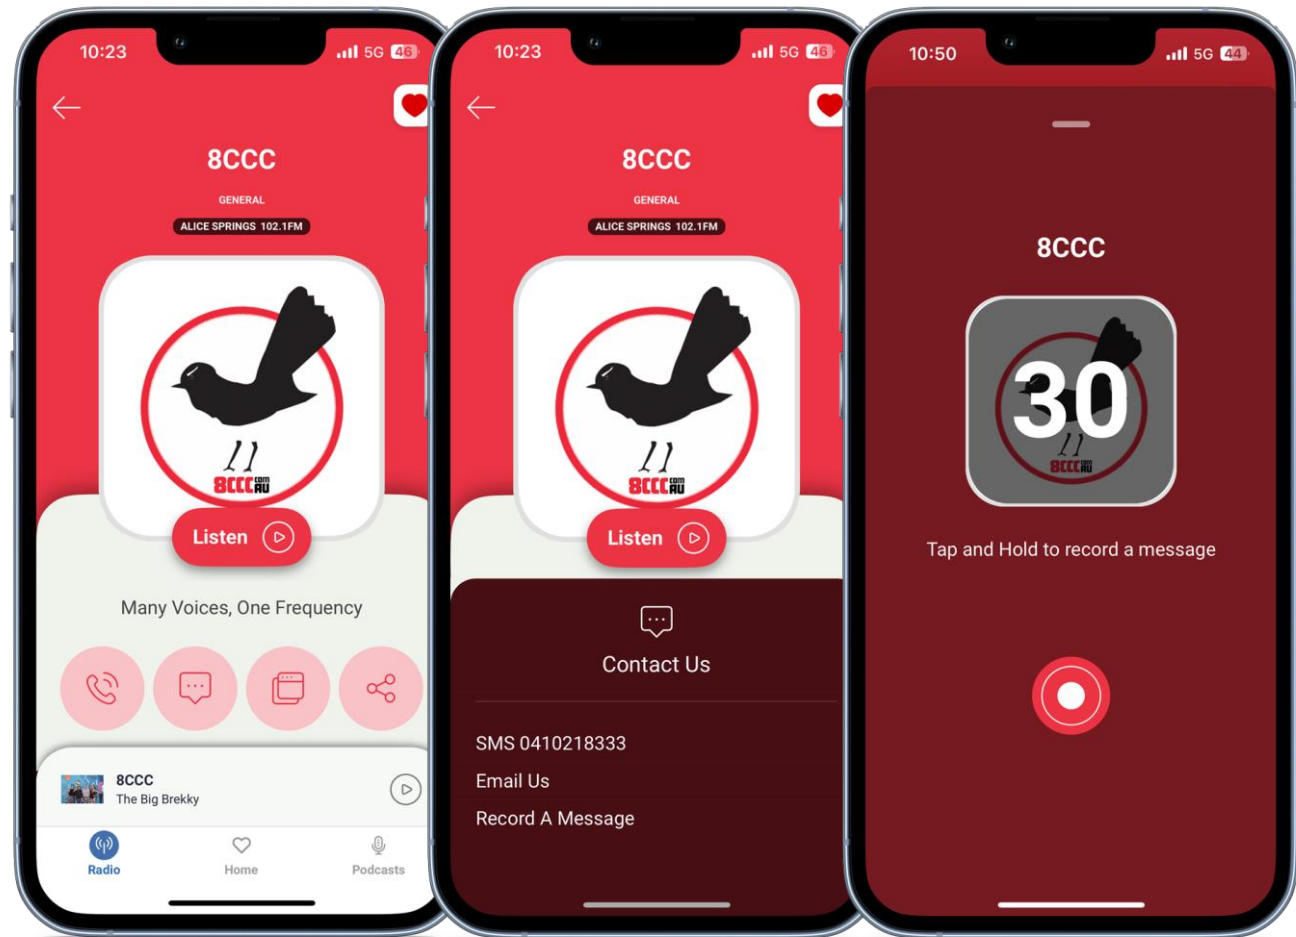 10:23
5G 46
8CCC
GENERAL
ALICE SPRINGS 102.1FM
8CCC com AU
Listen
Many Voices, One Frequency
8CCC
The Big Brekky
Radio Home Podcasts
10:23
5G 46
8CCC
GENERAL
ALICE SPRINGS 102.1FM
8CCC com AU
Listen
Contact Us
SMS 0410218333
Email Us
Record A Message
10:50
5G 44
8CCC
30
8CCC AU
Tap and Hold to record a message